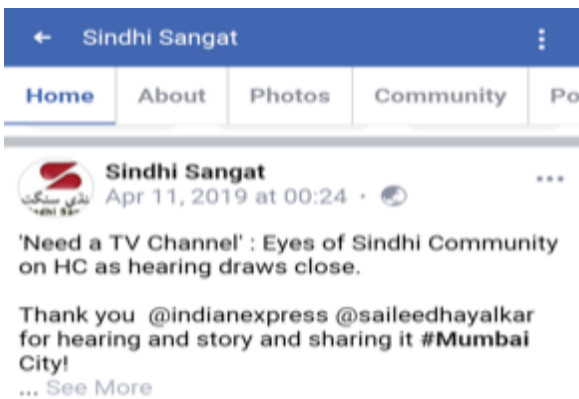 Sindhi Sangat
Home About Photos Community Po
Sindhi Sangat
Apr 11, 2019 at 00:24 ·
سنگت
'Need a TV Channel' : Eyes of Sindhi Community
on HC as hearing draws close.
Thank you @indianexpress @saileedhayalkar
for hearing and story and sharing it #Mumbai
City!
... See More